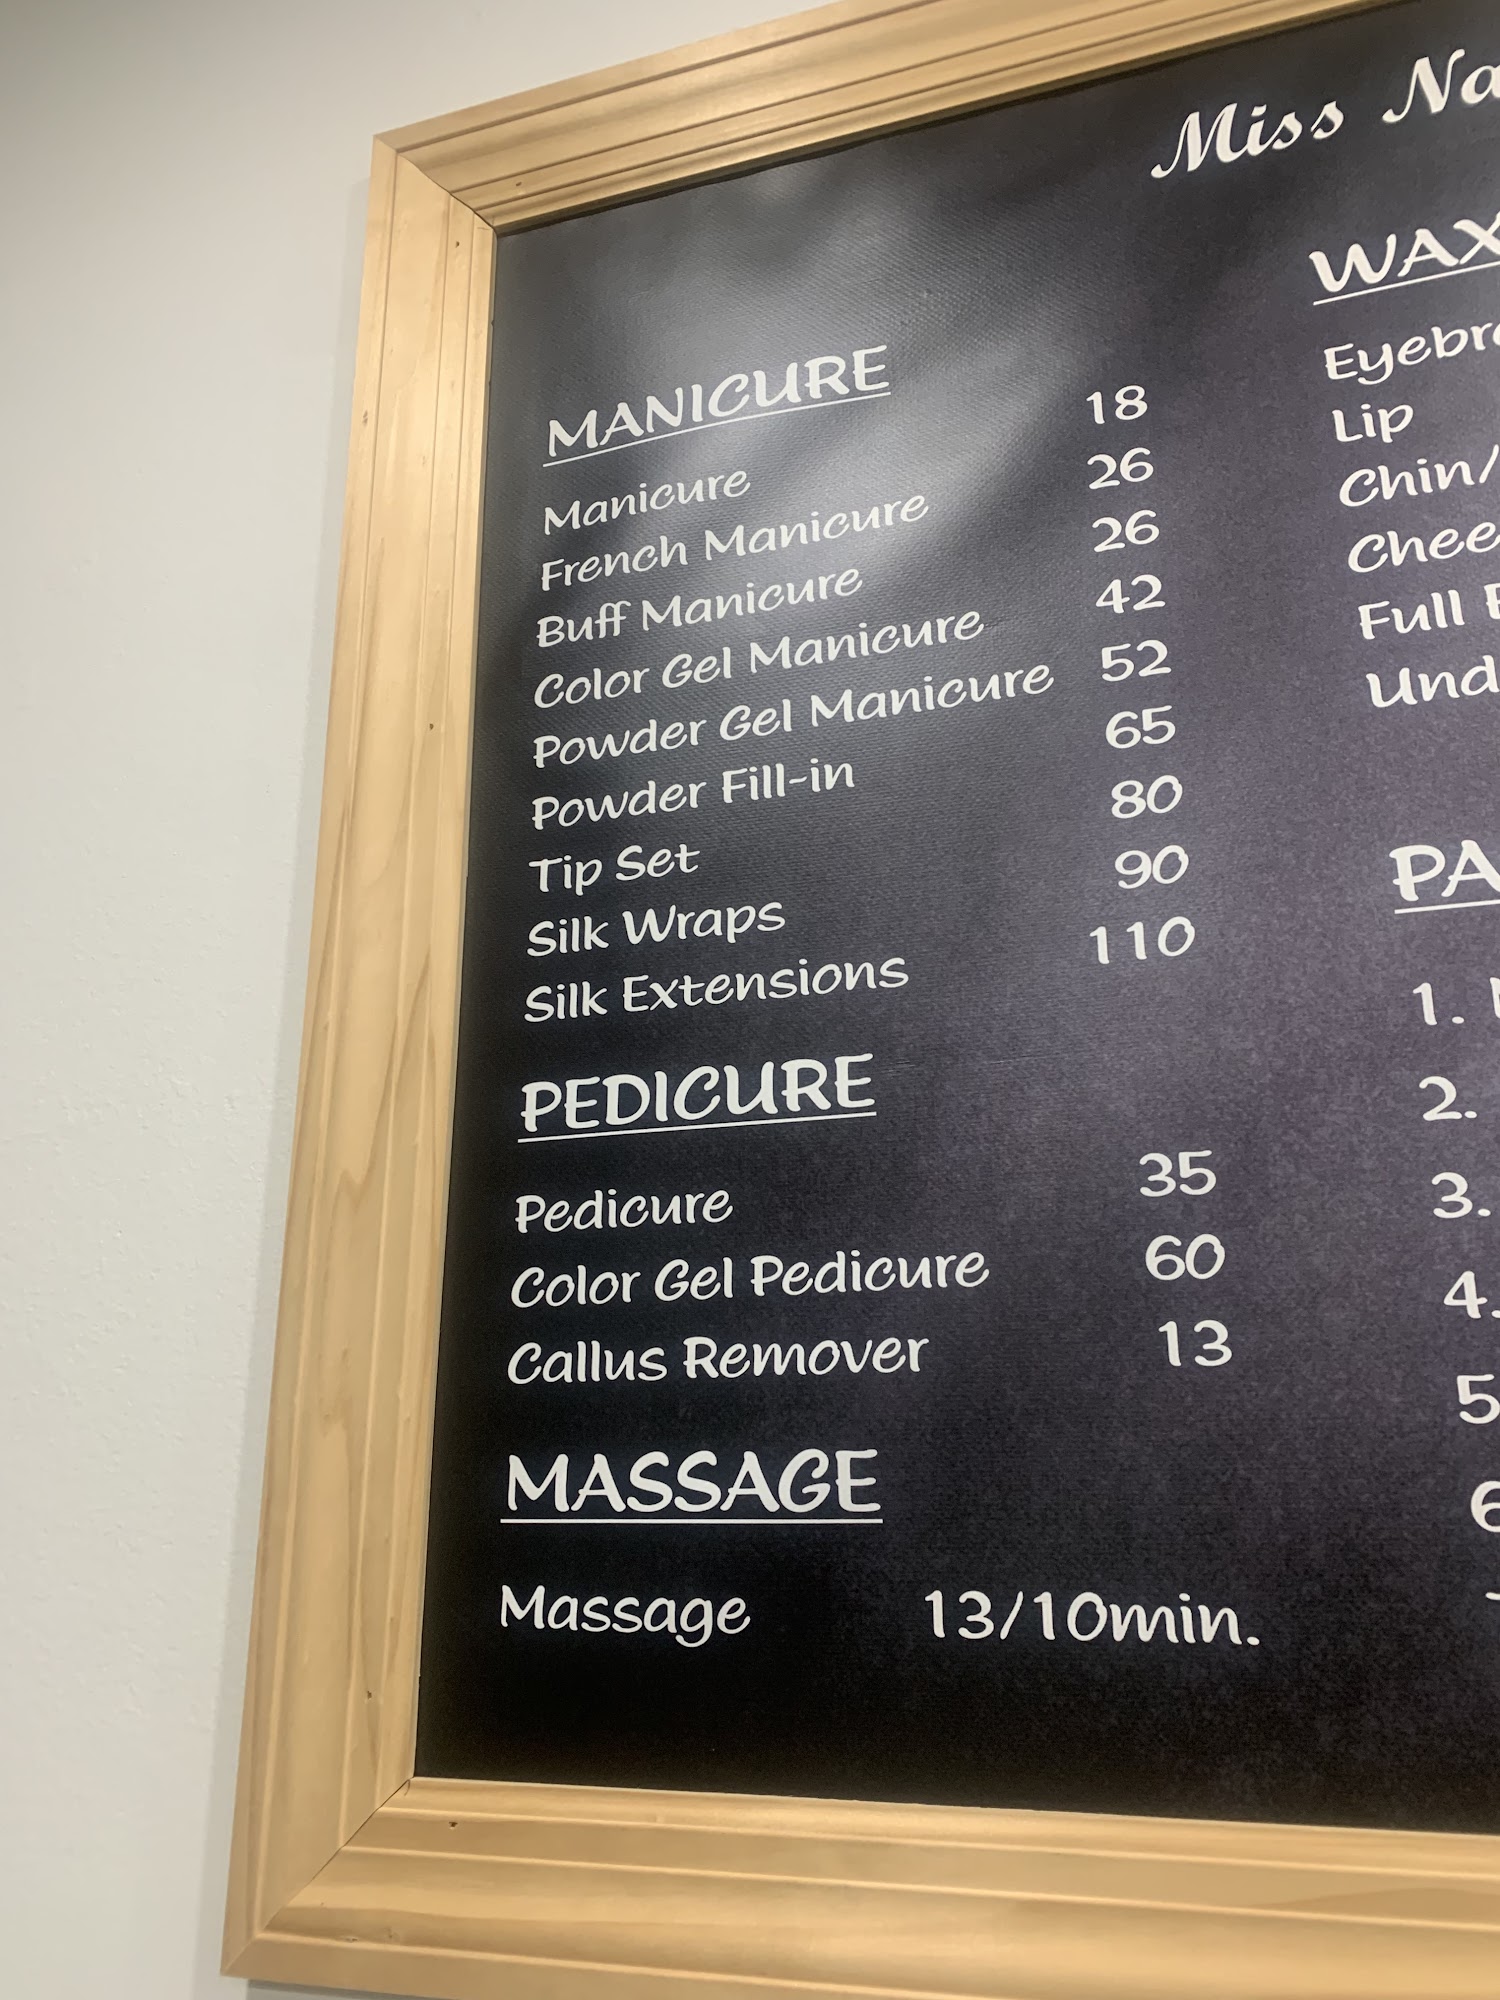 Miss
MANICURE
Manicure 18
French Manicure 26
Buff Manicure 26
Color Gel Manicure 42
Powder Gel Manicure 52
Powder Fill-in 65
Tip Set 80
Silk Wraps 90
Silk Extensions 110
PEDICURE
Pedicure 35
Color Gel Pedicure 60
Callus Remover 13
MASSAGE
Massage 13/10min.
Lip
Chin/
Full
1.
2.
3.
4.
5
6